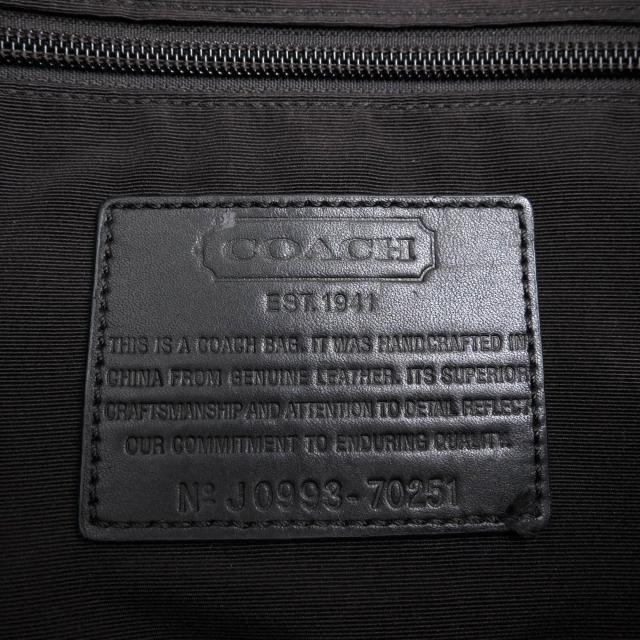 COACH
EST. 1941
THIS IS A COACH BAG. IT WAS HANDCRAFTED IN
CHINA FROM GENUINE LEATHER. ITS SUPERIOR
CRAFTSMANSHIP AND ATTENTION TO DETAIL REFLECT
OUR COMMITMENT TO ENDURING QUALITY.
Nº J0993-70251